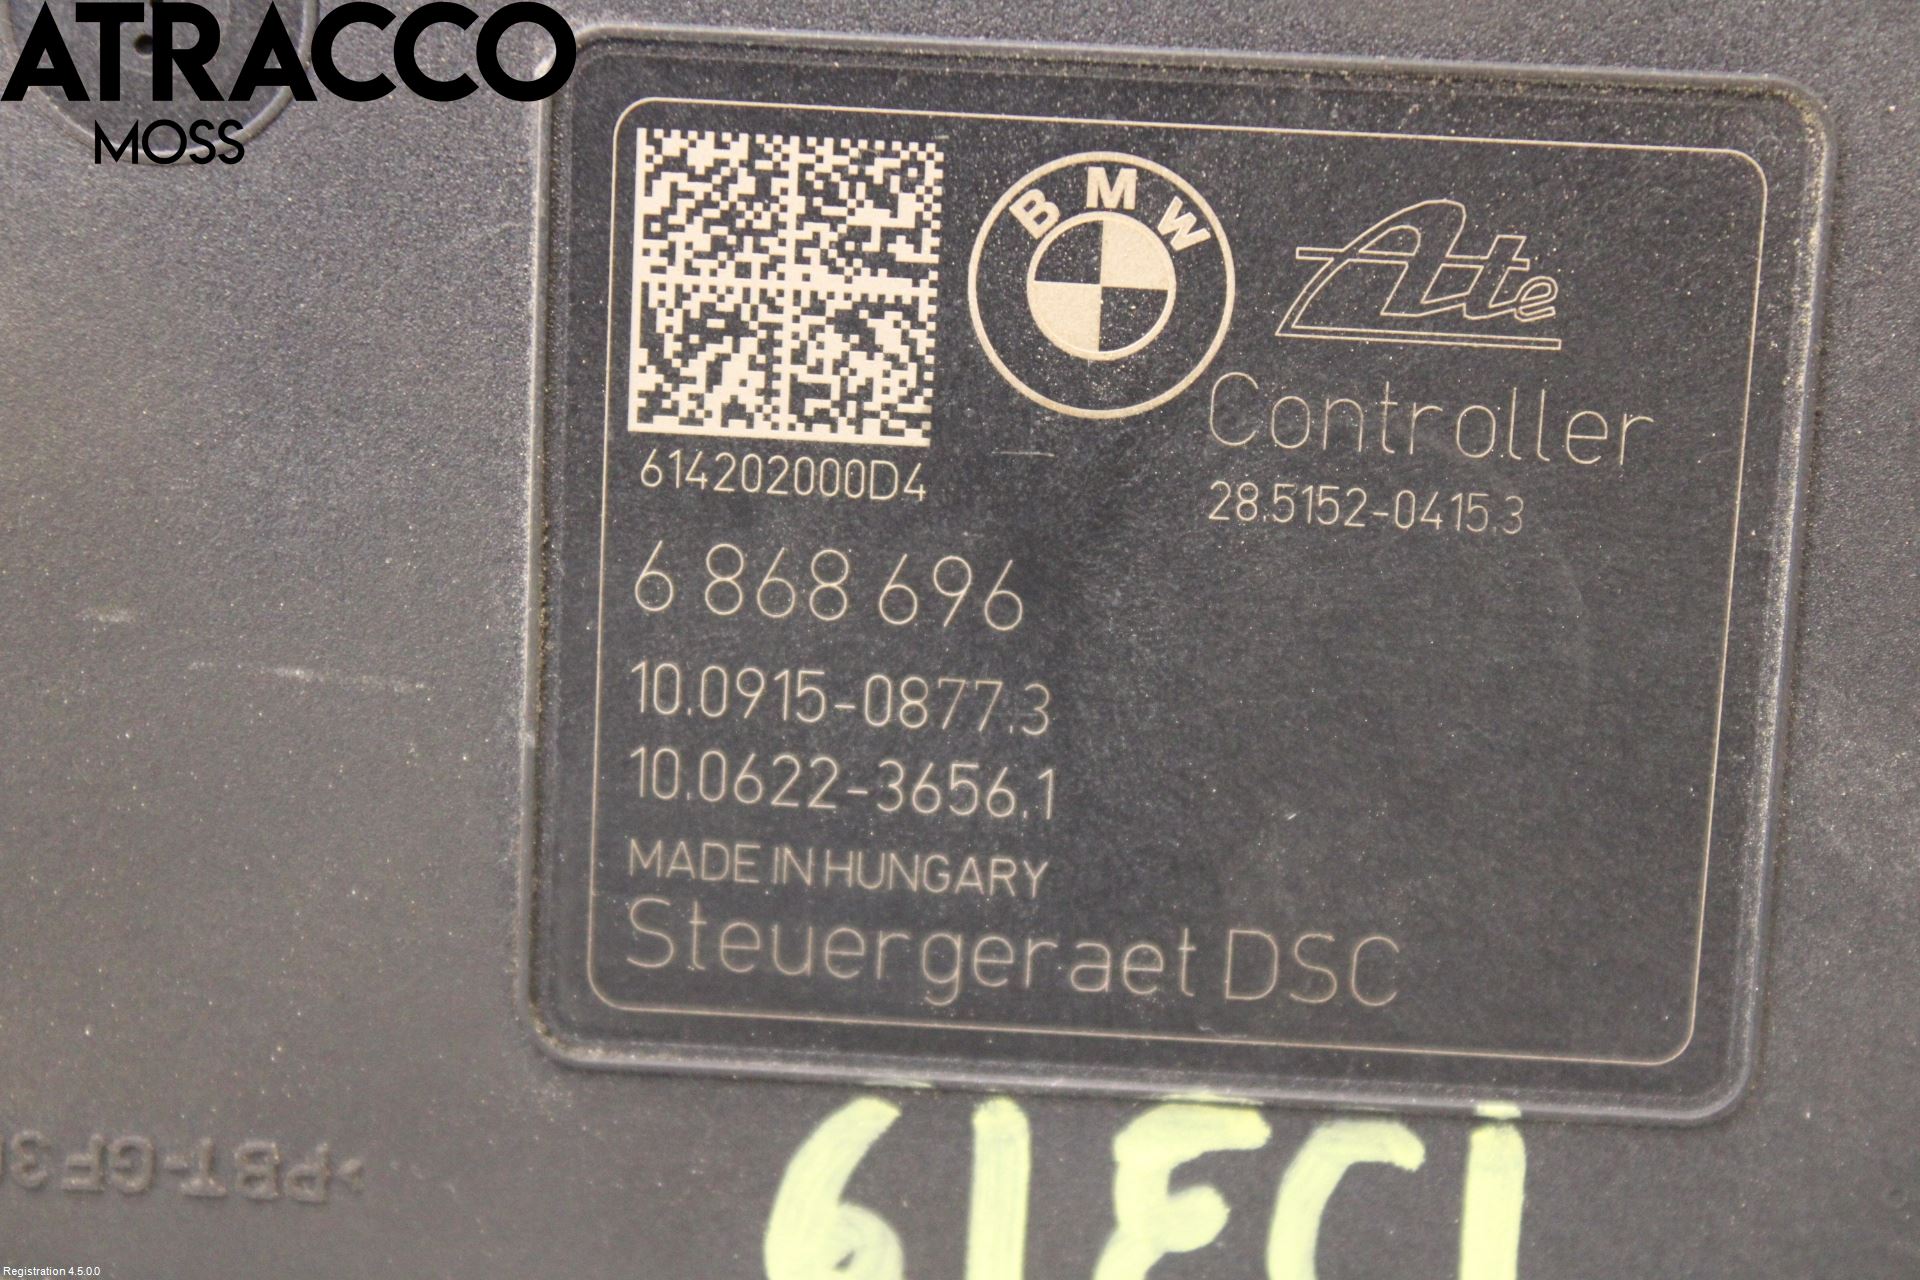 ATRACCO
MOSS
BMW
Ate
Controller
28.5152-0415.3
614202000D4
6 868 696
10.0915-0877.3
10.0622-3656.1
MADE IN HUNGARY
Steuergeraet DSC
>PBT-GF3
Registration 4.5.0.0